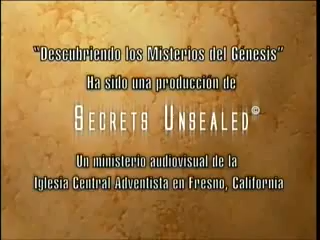 “Descubriendo los Misterios del Génesis”
Ha sido una producción de
Secrets Unsealed©
Un ministerio audiovisual de la
Iglesia Central Adventista en Fresno, California